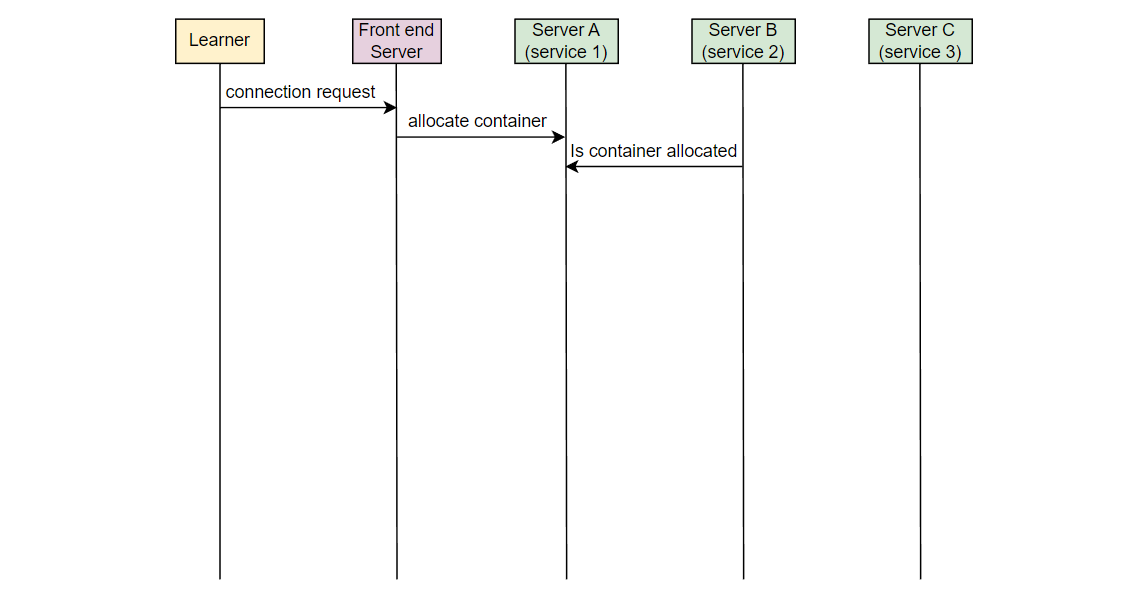 Learner
Front end
Server
Server A
(service 1)
Server B
(service 2)
Server C
(service 3)
connection request
allocate container
Is container allocated